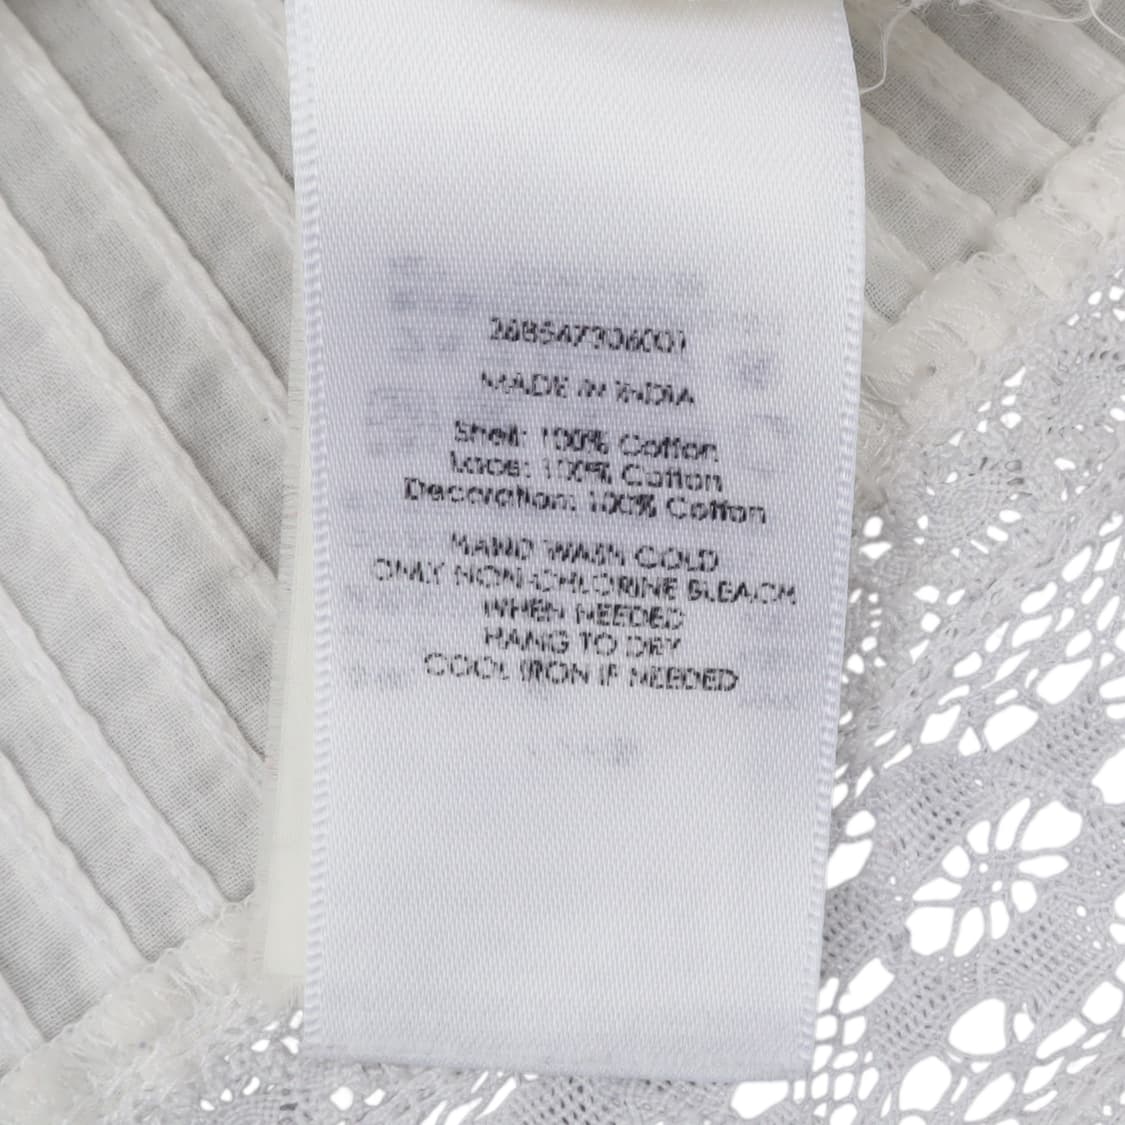 268547306001
MADE IN INDIA
Shell: 100% Cotton
Lace: 100% Cotton
Decoration: 100% Cotton
HAND WASH COLD
ONLY NON-CHLORINE BLEACH
WHEN NEEDED
HANG TO DRY
COOL IRON IF NEEDED